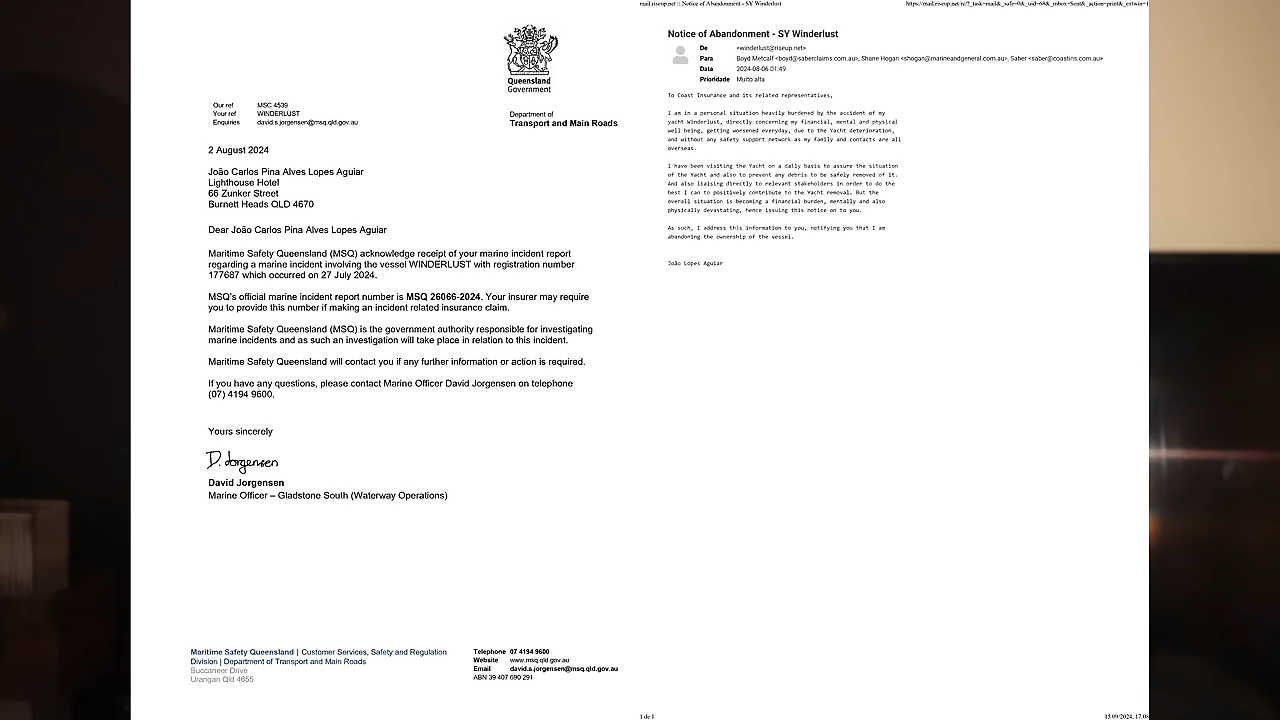 Queensland
Government
Our ref MSC 4539
Your ref WINDERLUST
Enquiries david.s.jorgensen@msq.qld.gov.au
Department of
Transport and Main Roads
2 August 2024
João Carlos Pina Alves Lopes Aguiar
Lighthouse Hotel
66 Zunker Street
Burnett Heads QLD 4670
Dear João Carlos Pina Alves Lopes Aguiar
Maritime Safety Queensland (MSQ) acknowledge receipt of your marine incident report
regarding a marine incident involving the vessel WINDERLUST with registration number
177687 which occurred on 27 July 2024.
MSQ's official marine incident report number is MSQ 26066-2024. Your insurer may require
you to provide this number if making an incident related insurance claim.
Maritime Safety Queensland (MSQ) is the government authority responsible for investigating
marine incidents and as such an investigation will take place in relation to this incident.
Maritime Safety Queensland will contact you if any further information or action is required.
If you have any questions, please contact Marine Officer David Jorgensen on telephone
(07) 4194 9600.
Yours sincerely
D. Jorgensen
David Jorgensen
Marine Officer – Gladstone South (Waterway Operations)
Maritime Safety Queensland | Customer Services, Safety and Regulation
Division | Department of Transport and Main Roads
Buccaneer Drive
Urangan Qld 4655
Telephone 07 4194 9600
Website www.msq.qld.gov.au
Email david.s.jorgensen@msq.qld.gov.au
ABN 39 407 690 291
mail.riseup.net :: Notice of Abandonment - SY Winderlust
https://mail.riseup.net/rc/?_task=mail&_safe=0&_uid=68&_mbox=Sent&_action=print&_extwin=1
Notice of Abandonment - SY Winderlust
De <winderlust@riseup.net>
Para Boyd Metcalf <boyd@saberclaims.com.au>, Shane Hogan <shogan@marineandgeneral.com.au>, Saber <saber@coastins.com.au>
Data 2024-08-06 01:49
Prioridade Muito alta
To Coast Insurance and its related representatives,
I am in a personal situation heavily burdened by the accident of my
yacht Winderlust, directly concerning my financial, mental and physical
well being, getting worsened everyday, due to the Yacht deterioration,
and without any safety support network as my family and contacts are all
overseas.
I have been visiting the Yacht on a daily basis to assure the situation
of the Yacht and also to prevent any debris to be safely removed of it.
And also liaising directly to relevant stakeholders in order to do the
best I can to positively contribute to the Yacht removal. But the
overall situation is becoming a financial burden, mentally and also
physically devastating, hence issuing this notice on to you.
As such, I address this information to you, notifying you that I am
abandoning the ownership of the vessel.
João Lopes Aguiar
1 de 1
15/09/2024, 17:08